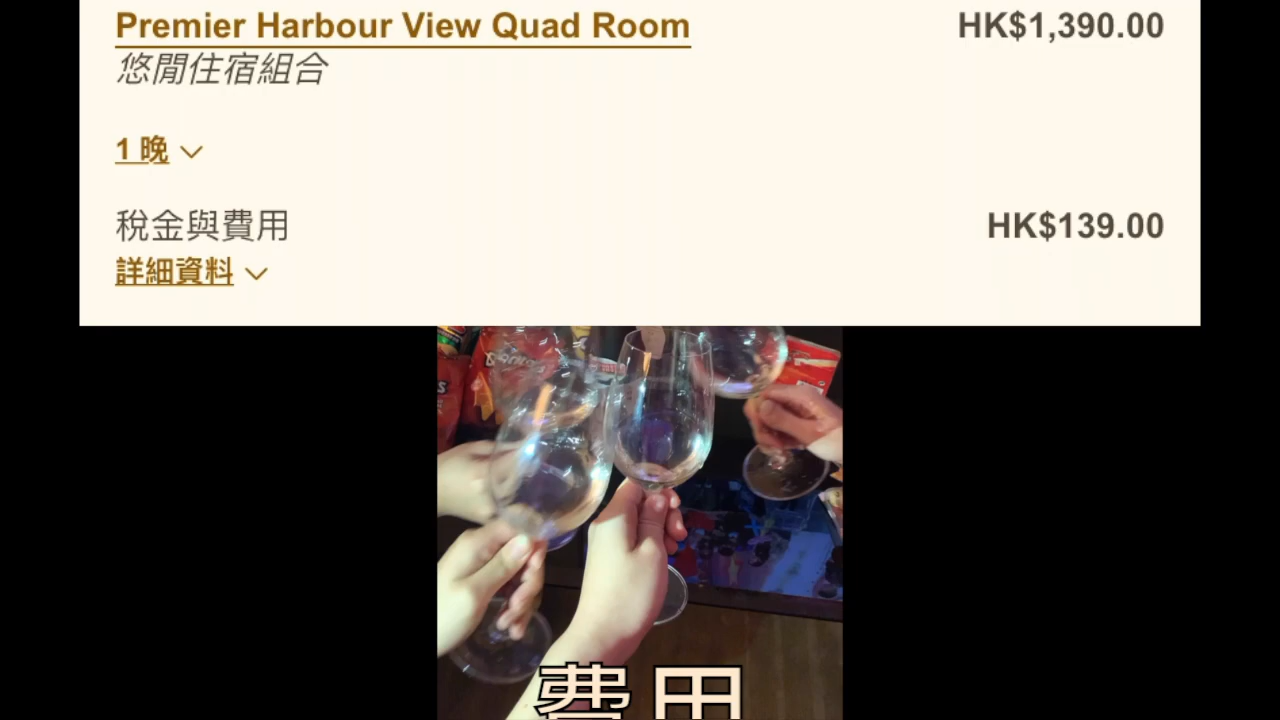 Premier Harbour View Quad Room HK$1,390.00
悠閒住宿組合
1 晚
稅金與費用 HK$139.00
詳細資料
費用